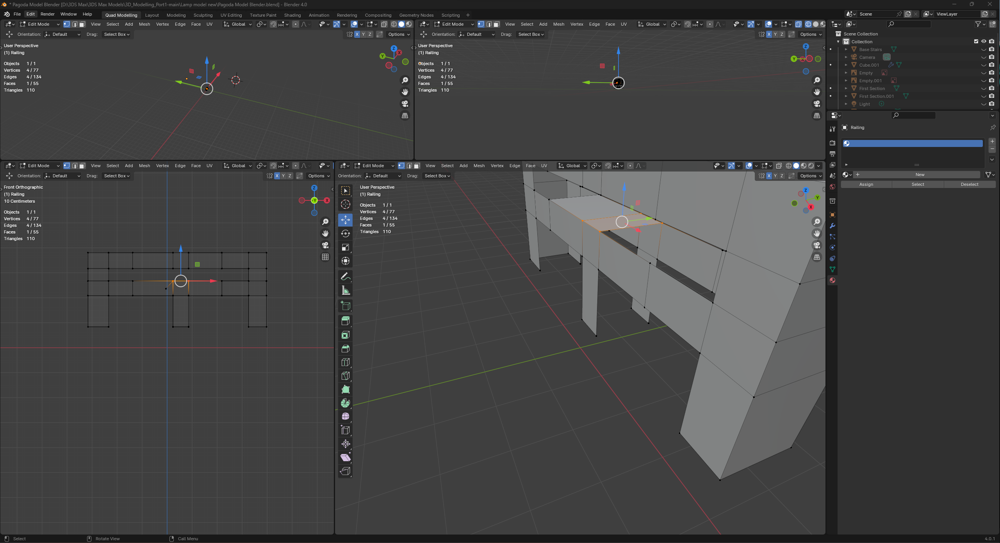 * Pagoda Model Blender [D:\3DS Max\3DS Max Models\3D_Modelling_Port1-main\Lamp model new\Pagoda Model Blender.blend] - Blender 4.0
File Edit Render Window Help Quad Modelling Layout Modeling Sculpting UV Editing Texture Paint Shading Animation Rendering Compositing Geometry Nodes Scripting + Scene ViewLayer
Edit Mode View Select Add Mesh Vertex Edge Face UV Global
Orientation: Default Drag: Select Box X Y Z Options
User Perspective
(1) Railing
Objects 1 / 1
Vertices 4 / 77
Edges 4 / 134
Faces 1 / 55
Triangles 110
Z
X
Y
Edit Mode View Select Add Mesh Vertex Edge Face UV Global
Orientation: Default Drag: Select Box X Y Z Options
User Perspective
(1) Railing
Objects 1 / 1
Vertices 4 / 77
Edges 4 / 134
Faces 1 / 55
Triangles 110
Z
Y X
Scene Collection
Collection
Base Stairs
Camera
Cube.001
Empty
Empty.001
First Section
First Section.001
Light
Railing
New
Assign Select Deselect
Edit Mode View Select Add Mesh Vertex Edge Face UV Global
Orientation: Default Drag: Select Box X Y Z Options
Front Orthographic
(1) Railing
10 Centimeters
Objects 1 / 1
Vertices 4 / 77
Edges 4 / 134
Faces 1 / 55
Triangles 110
Z
-Y X
Edit Mode View Select Add Mesh Vertex Edge Face UV Global
Orientation: Default Drag: Select Box X Y Z Options
User Perspective
(1) Railing
Objects 1 / 1
Vertices 4 / 77
Edges 4 / 134
Faces 1 / 55
Triangles 110
Z
Y
X
Select Rotate View Call Menu 4.0.1